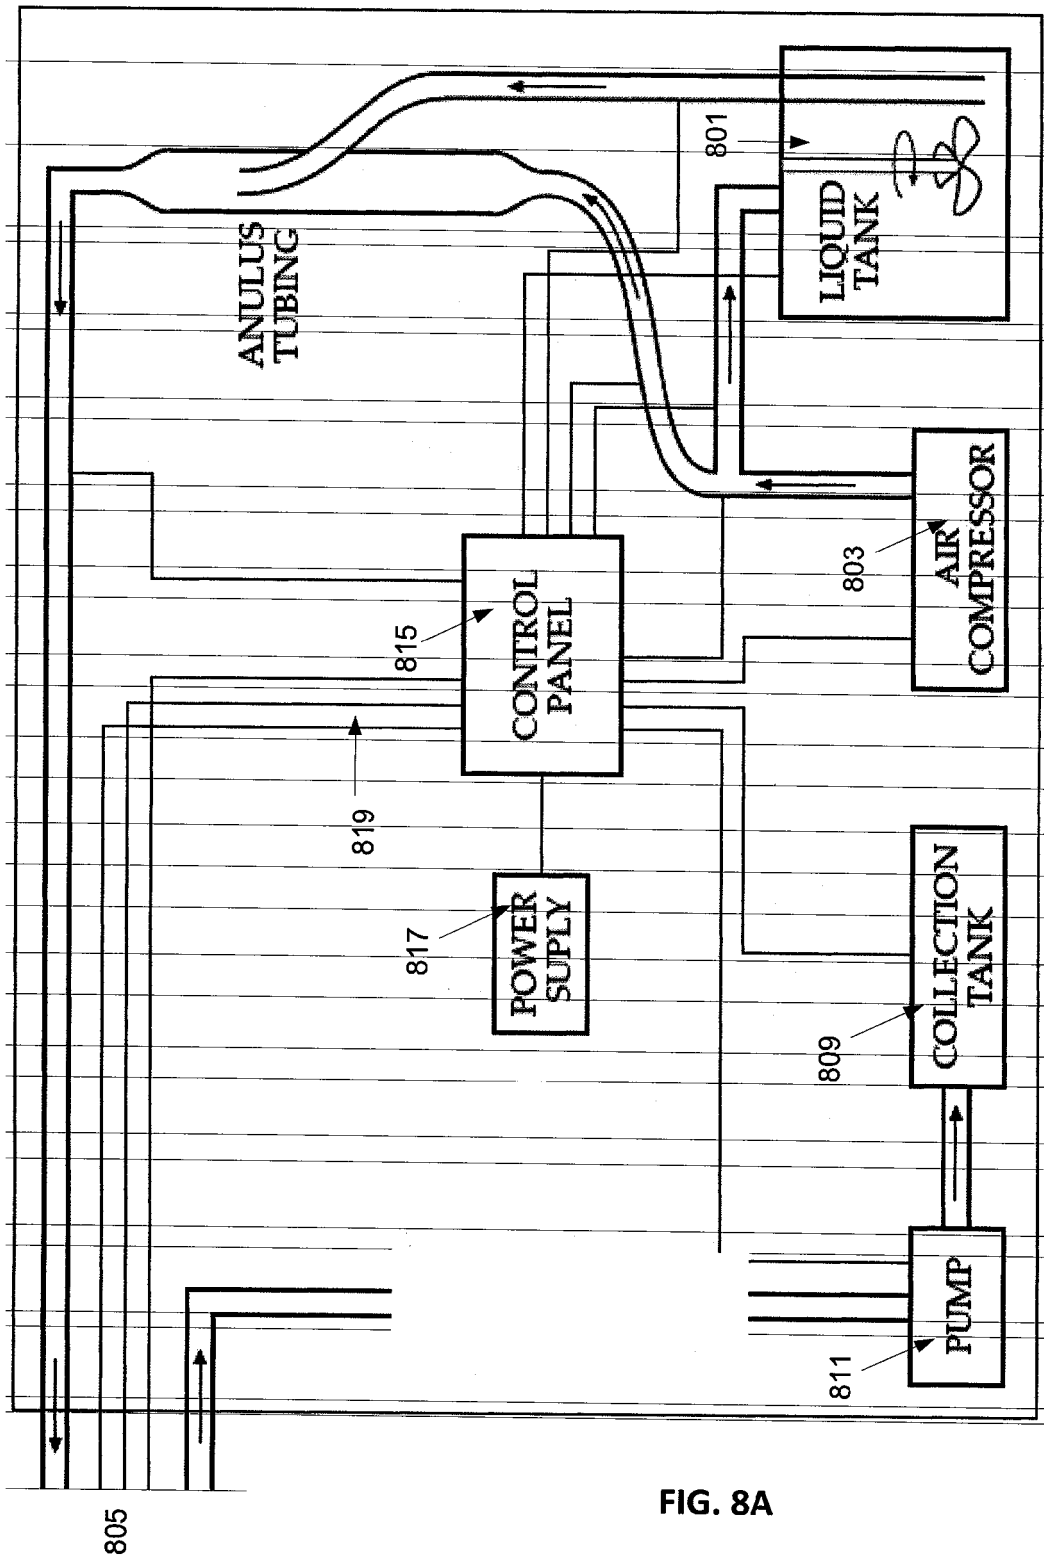 801
LIQUID
TANK
ANULUS
TUBING
803
AIR
COMPRESSOR
815
CONTROL
PANEL
819
817
POWER
SUPLY
809
COLLECTION
TANK
811
PUMP
805
FIG. 8A